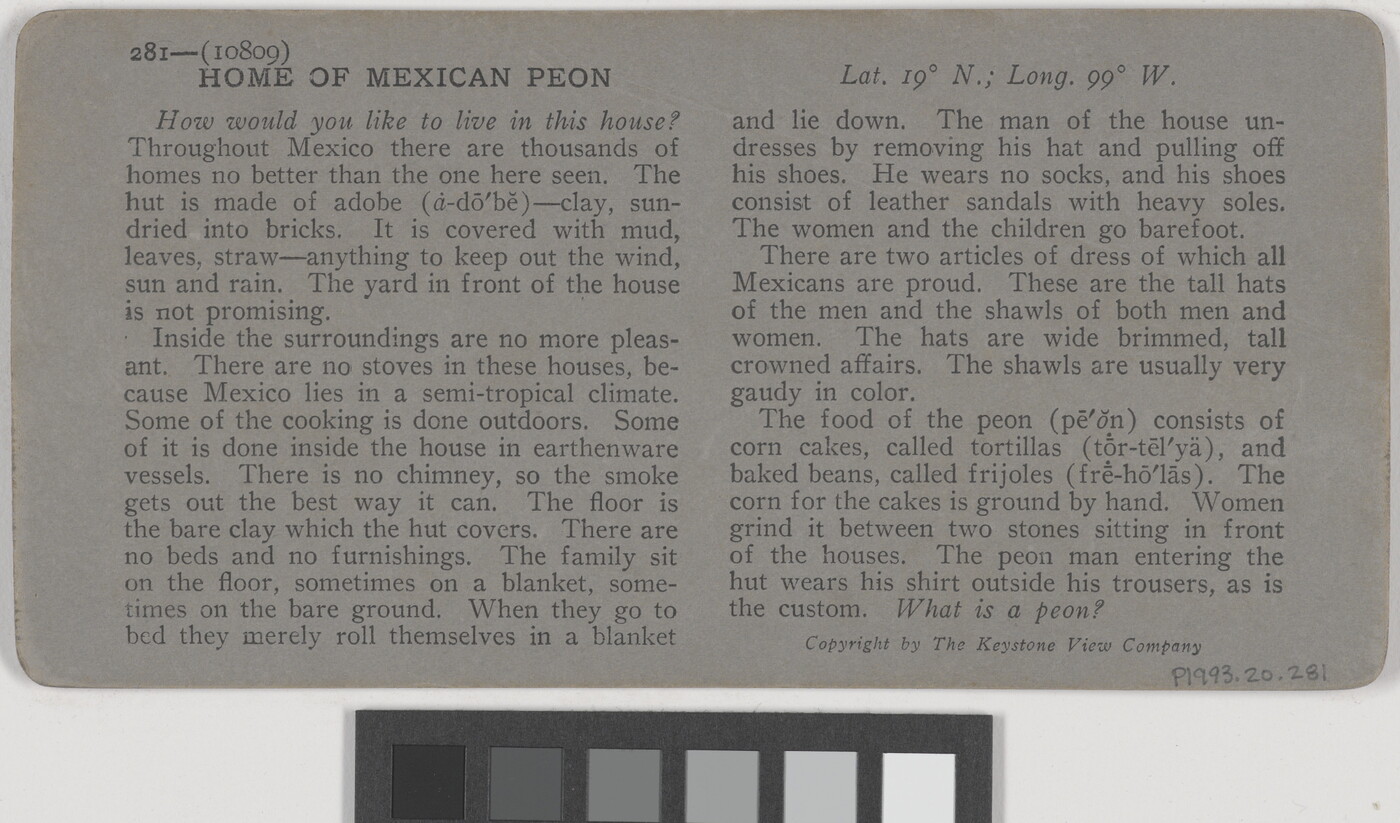 281—(10809)
HOME OF MEXICAN PEON
Lat. 19° N.; Long. 99° W.
How would you like to live in this house?
Throughout Mexico there are thousands of
homes no better than the one here seen. The
hut is made of adobe (ȧ-dō′bĕ)—clay, sun-
dried into bricks. It is covered with mud,
leaves, straw—anything to keep out the wind,
sun and rain. The yard in front of the house
is not promising.
Inside the surroundings are no more pleas-
ant. There are no stoves in these houses, be-
cause Mexico lies in a semi-tropical climate.
Some of the cooking is done outdoors. Some
of it is done inside the house in earthenware
vessels. There is no chimney, so the smoke
gets out the best way it can. The floor is
the bare clay which the hut covers. There are
no beds and no furnishings. The family sit
on the floor, sometimes on a blanket, some-
times on the bare ground. When they go to
bed they merely roll themselves in a blanket
and lie down. The man of the house un-
dresses by removing his hat and pulling off
his shoes. He wears no socks, and his shoes
consist of leather sandals with heavy soles.
The women and the children go barefoot.
There are two articles of dress of which all
Mexicans are proud. These are the tall hats
of the men and the shawls of both men and
women. The hats are wide brimmed, tall
crowned affairs. The shawls are usually very
gaudy in color.
The food of the peon (pē′ŏn) consists of
corn cakes, called tortillas (tôr-tēl′yä), and
baked beans, called frijoles (frē-hō′lās). The
corn for the cakes is ground by hand. Women
grind it between two stones sitting in front
of the houses. The peon man entering the
hut wears his shirt outside his trousers, as is
the custom. What is a peon?
Copyright by The Keystone View Company
P1993.20.281